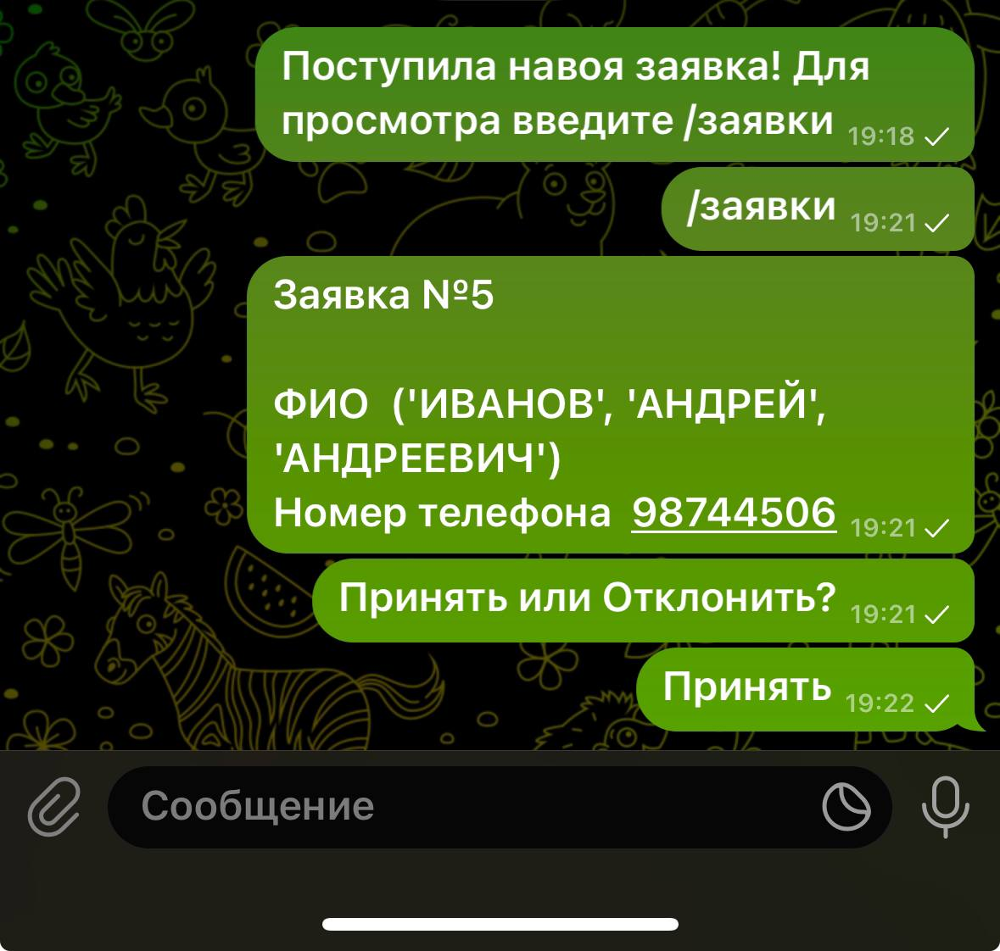 Поступила навоя заявка! Для
просмотра введите /заявки 19:18
/заявки 19:21
Заявка №5
ФИО  ('ИВАНОВ', 'АНДРЕЙ',
'АНДРЕЕВИЧ')
Номер телефона  98744506 19:21
Принять или Отклонить? 19:21
Принять 19:22
Сообщение